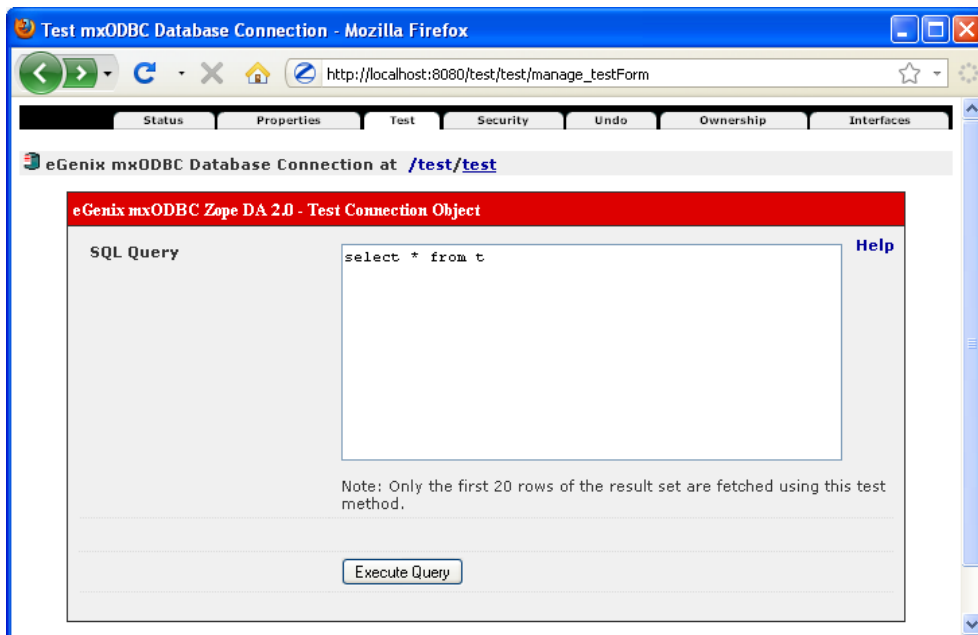 Test mxODBC Database Connection - Mozilla Firefox
http://localhost:8080/test/test/manage_testForm
Status Properties Test Security Undo Ownership Interfaces
eGenix mxODBC Database Connection at /test/test
eGenix mxODBC Zope DA 2.0 - Test Connection Object
SQL Query
select * from t
Help
Note: Only the first 20 rows of the result set are fetched using this test
method.
Execute Query